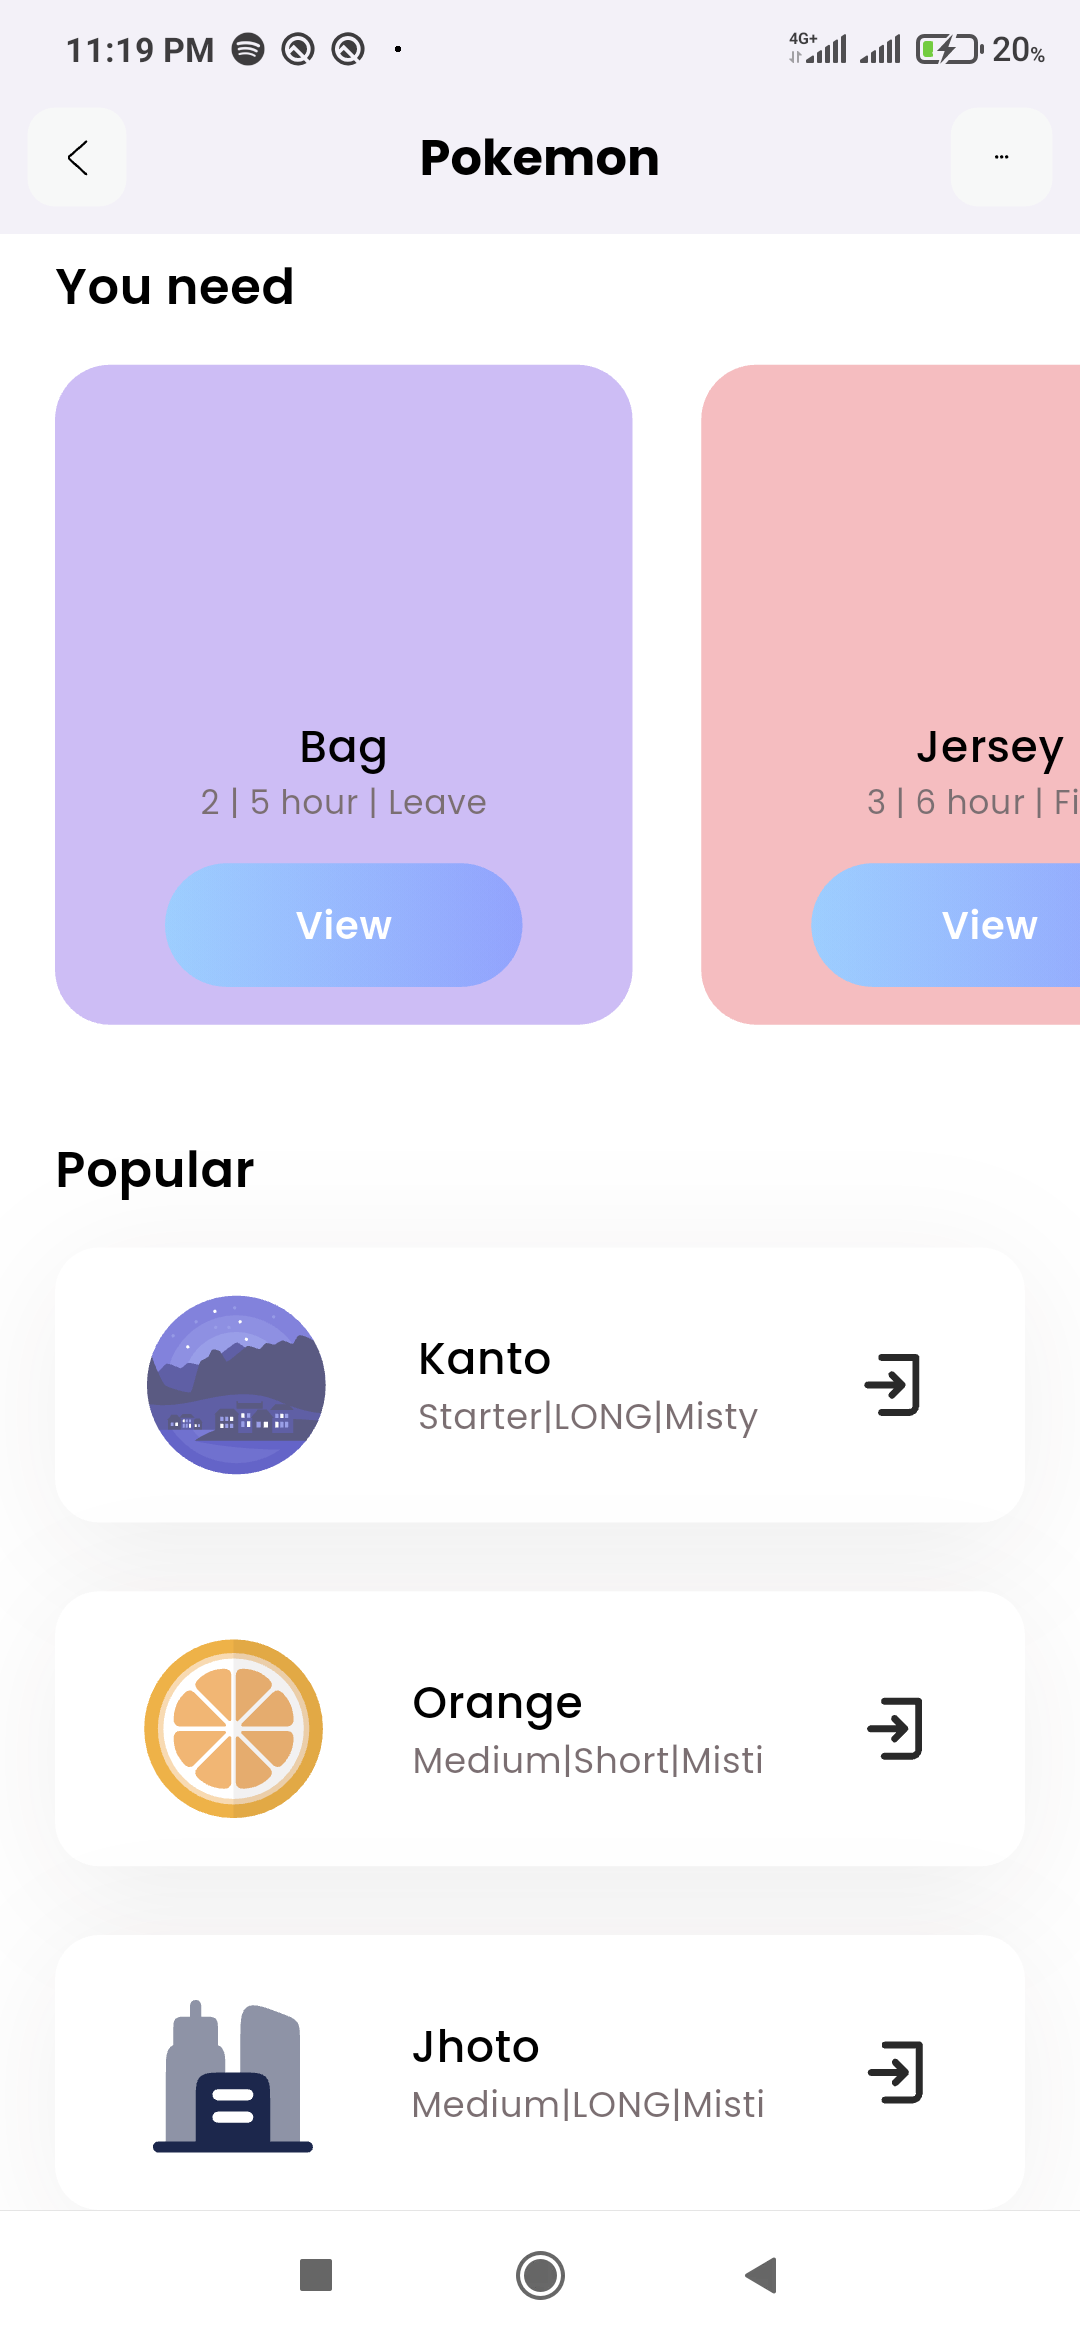 11:19 PM
4G+
20%
Pokemon
You need
Bag
2 | 5 hour | Leave
View
Jersey
3 | 6 hour | Fi
View
Popular
Kanto
Starter|LONG|Misty
Orange
Medium|Short|Misti
Jhoto
Medium|LONG|Misti